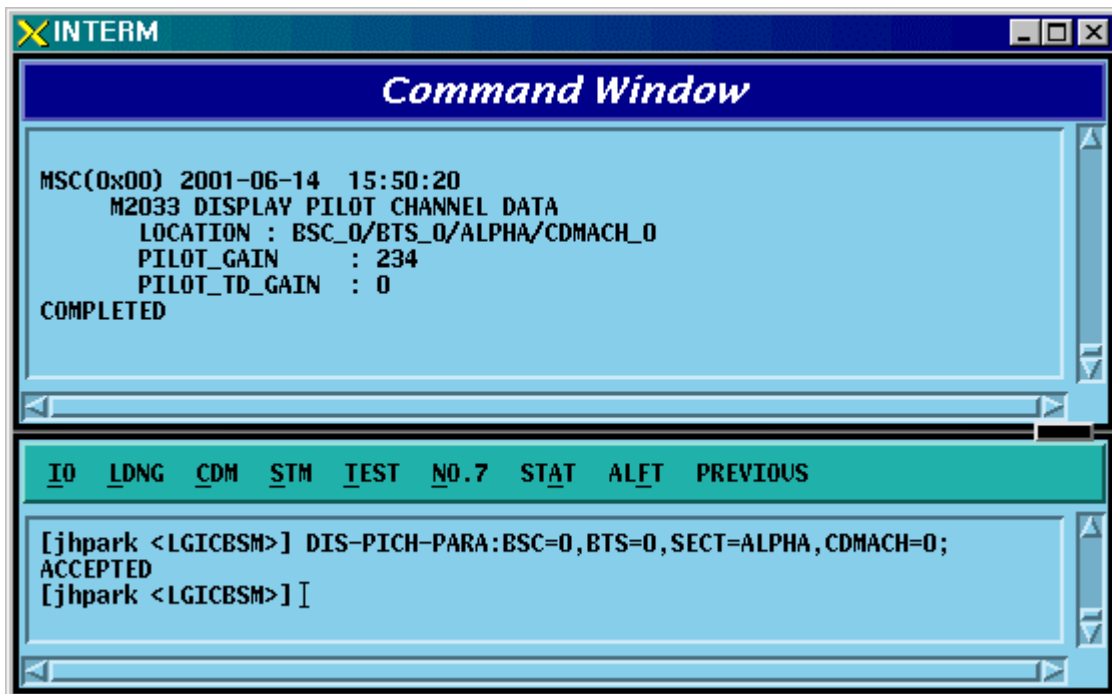 INTERM
Command Window
MSC(0x00) 2001-06-14 15:50:20
M2033 DISPLAY PILOT CHANNEL DATA
LOCATION : BSC_0/BTS_0/ALPHA/CDMACH_0
PILOT_GAIN : 234
PILOT_TD_GAIN : 0
COMPLETED
IO LDNG CDM STM TEST NO.7 STAT ALFT PREVIOUS
[jhpark <LGICBSM>] DIS-PICH-PARA:BSC=0,BTS=0,SECT=ALPHA,CDMACH=0;
ACCEPTED
[jhpark <LGICBSM>]